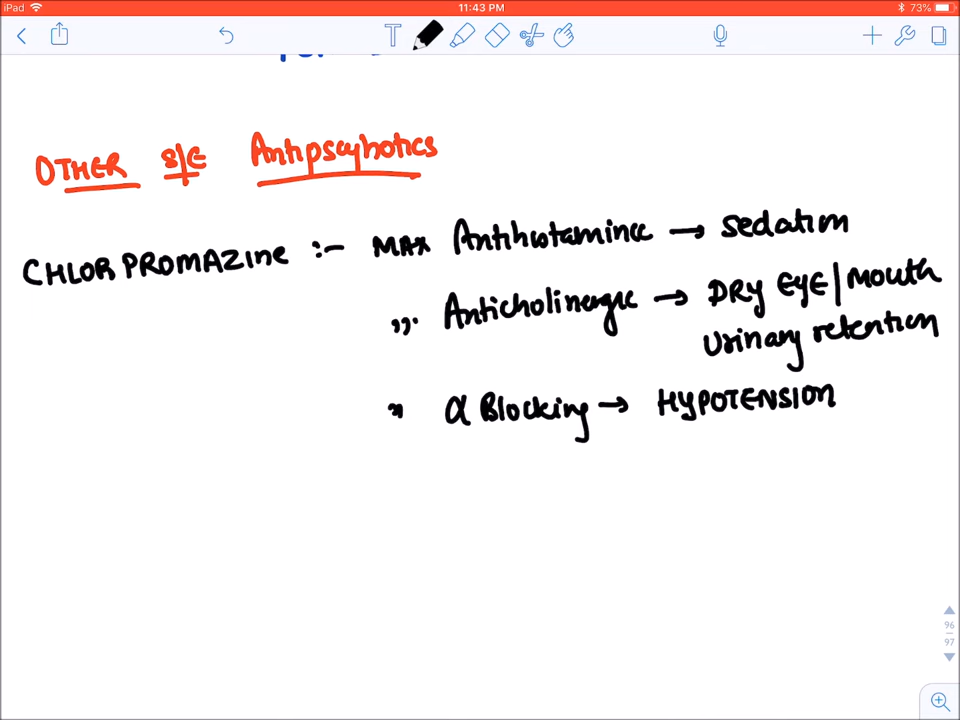 iPad 11:43 PM 73%
T
OTHER S/E Antipscyhotics
CHLORPROMAZINE :- MAX Antihistaminic → Sedation
,, Anticholinergic → DRY EYE/Mouth
Urinary retention
,, α Blocking → HYPOTENSION
96
97